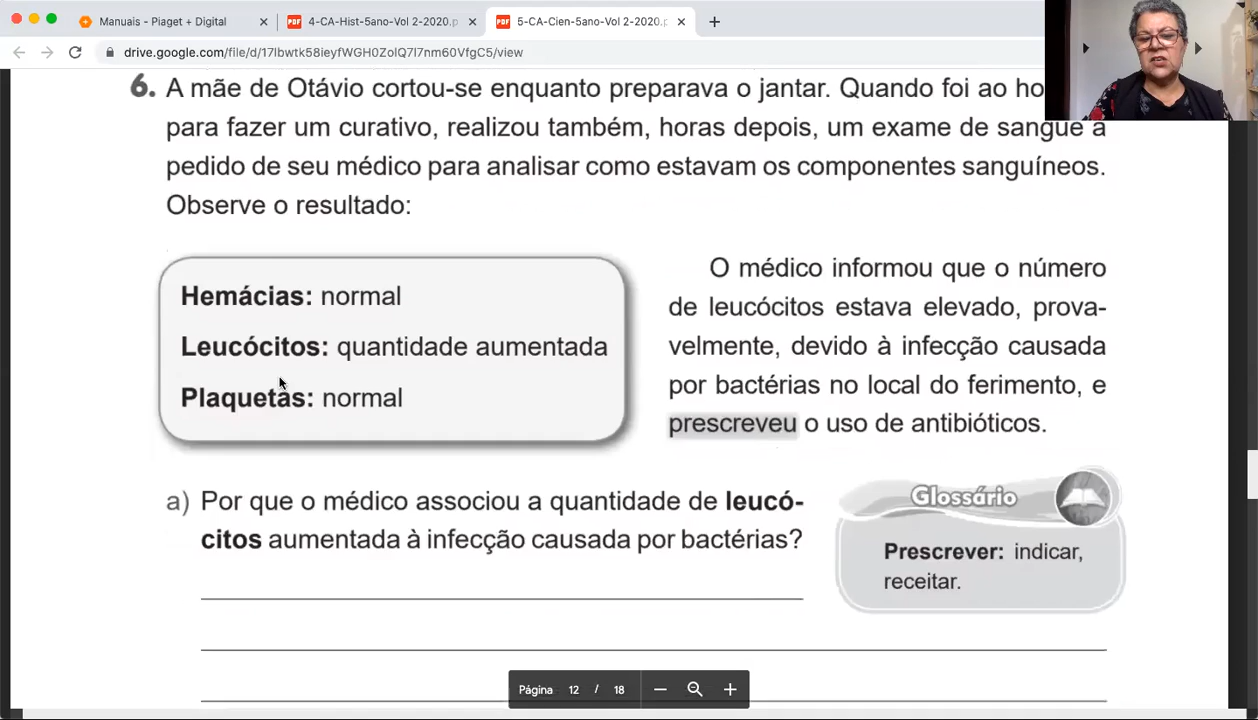 Manuais - Piaget + Digital
4-CA-Hist-5ano-Vol 2-2020.p
5-CA-Cien-5ano-Vol 2-2020.p
drive.google.com/file/d/17lbwtk58ieyfWGH0ZolQ7l7nm60VfgC5/view
6. A mãe de Otávio cortou-se enquanto preparava o jantar. Quando foi ao ho
para fazer um curativo, realizou também, horas depois, um exame de sangue a
pedido de seu médico para analisar como estavam os componentes sanguíneos.
Observe o resultado:
Hemácias: normal
Leucócitos: quantidade aumentada
Plaquetas: normal
O médico informou que o número
de leucócitos estava elevado, prova-
velmente, devido à infecção causada
por bactérias no local do ferimento, e
prescreveu o uso de antibióticos.
a) Por que o médico associou a quantidade de leucó-
citos aumentada à infecção causada por bactérias?
Glossário
Prescrever: indicar,
receitar.
Página 12 / 18